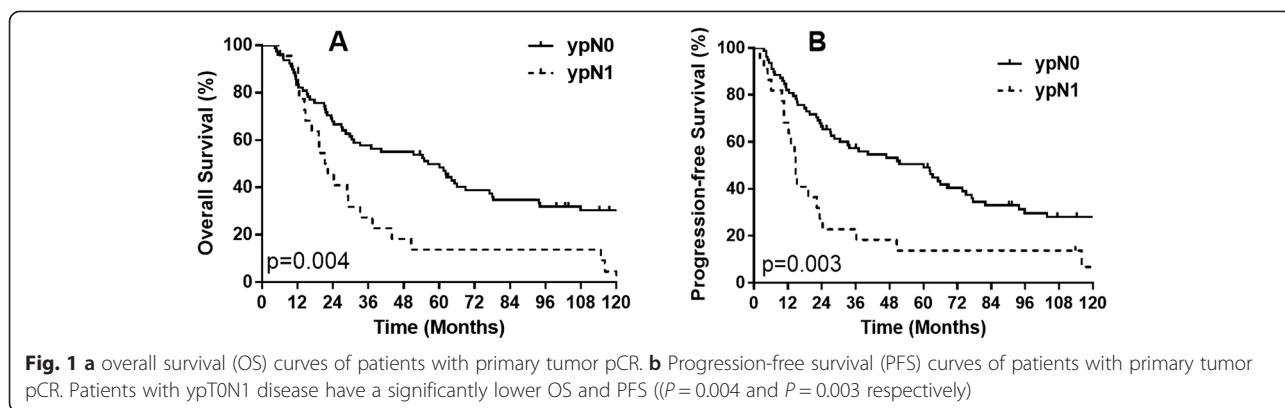 A
ypN0
ypN1
Overall Survival (%)
100
80
60
40
20
0
p=0.004
0 12 24 36 48 60 72 84 96 108 120
Time (Months)
B
ypN0
ypN1
Progression-free Survival (%)
100
80
60
40
20
0
p=0.003
0 12 24 36 48 60 72 84 96 108 120
Time (Months)
Fig. 1 a overall survival (OS) curves of patients with primary tumor pCR. b Progression-free survival (PFS) curves of patients with primary tumor
pCR. Patients with ypT0N1 disease have a significantly lower OS and PFS ((P = 0.004 and P = 0.003 respectively)